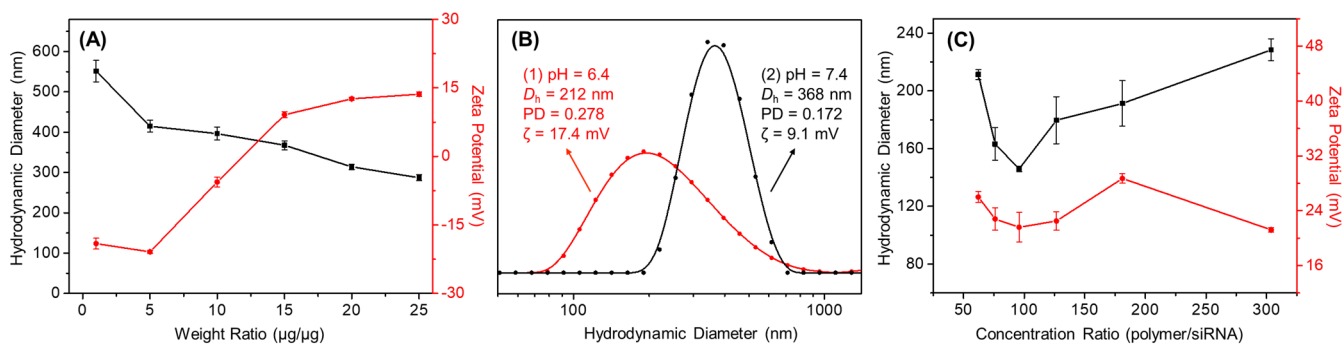 (A)
Hydrodynamic Diameter (nm)
600
500
400
300
200
100
0
0
5
10
15
20
25
Weight Ratio (µg/µg)
30
15
0
-15
-30
Zeta Potential (mV)
(B)
(1) pH = 6.4
Dh = 212 nm
PD = 0.278
ζ = 17.4 mV
(2) pH = 7.4
Dh = 368 nm
PD = 0.172
ζ = 9.1 mV
100
1000
Hydrodynamic Diameter (nm)
(C)
Hydrodynamic Diameter (nm)
240
200
160
120
80
50
100
150
200
250
300
Concentration Ratio (polymer/siRNA)
48
40
32
24
16
Zeta Potential (mV)